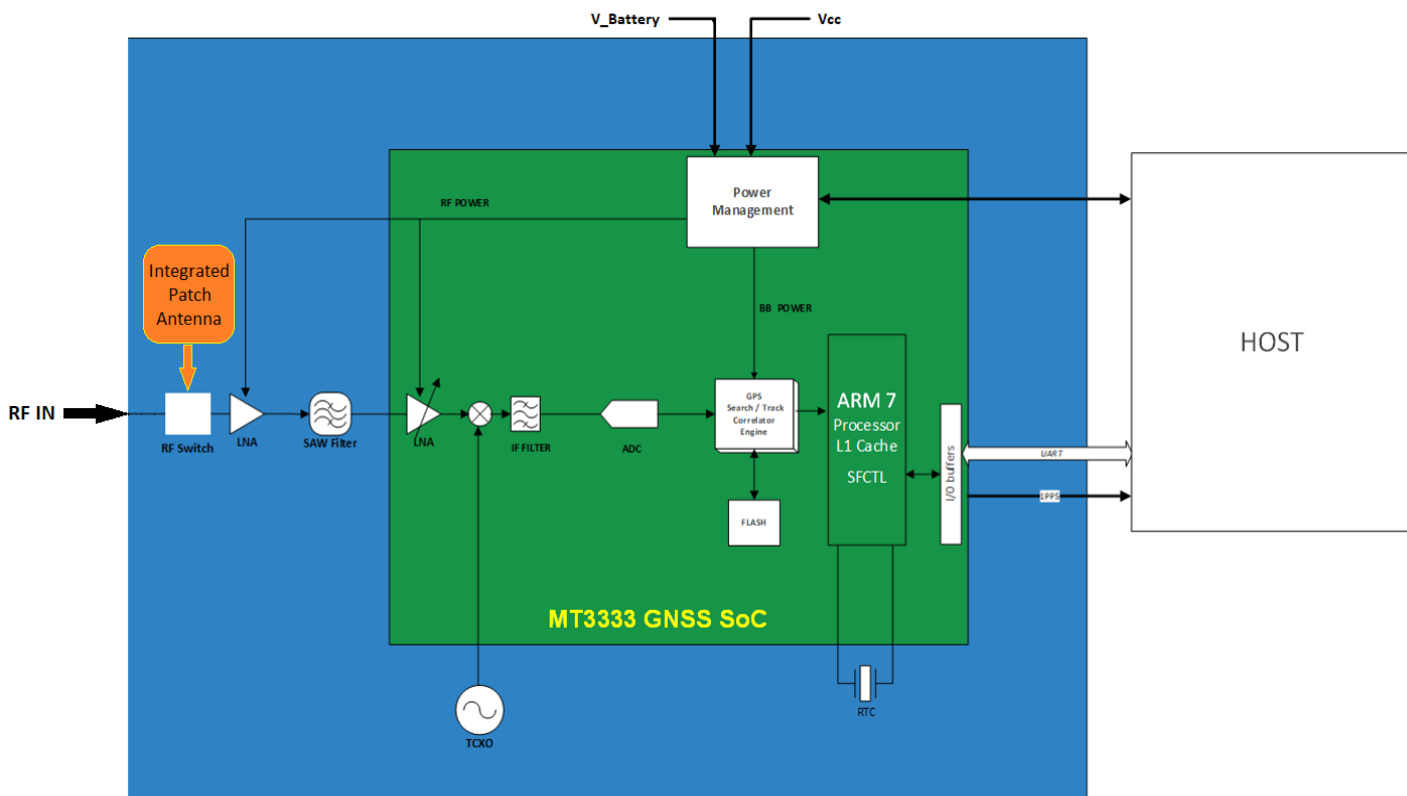 V_Battery
Vcc
Power
Management
RF POWER
Integrated
Patch
Antenna
BB POWER
HOST
RF IN
RF Switch
LNA
SAW Filter
LNA
IF FILTER
ADC
GPS
Search / Track
Correlator
Engine
ARM 7
Processor
L1 Cache
SFCTL
I/O buffers
UART
1PPS
FLASH
MT3333 GNSS SoC
TCXO
RTC